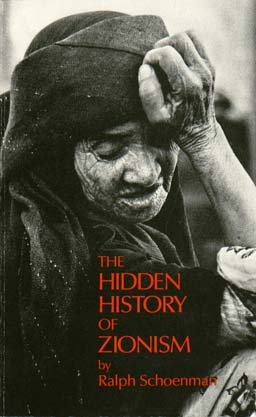 THE
HIDDEN
HISTORY
OF
ZIONISM
by
Ralph Schoenman